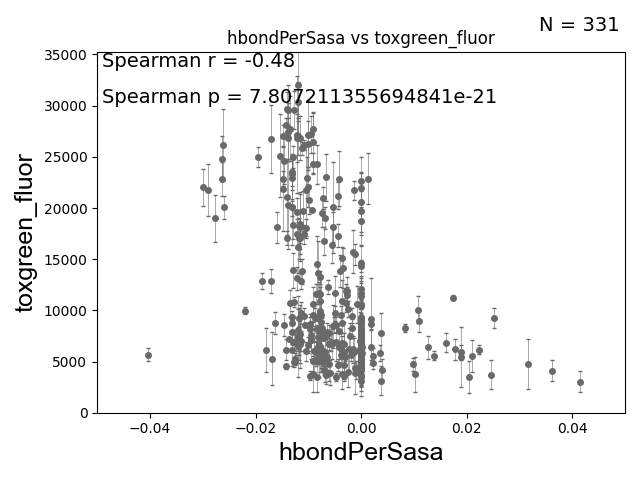 N = 331
hbondPerSasa vs toxgreen_fluor
Spearman r = -0.48
Spearman p = 7.807211355694841e-21
35000
30000
25000
20000
15000
10000
5000
0
toxgreen_fluor
−0.04 −0.02 0.00 0.02 0.04
hbondPerSasa